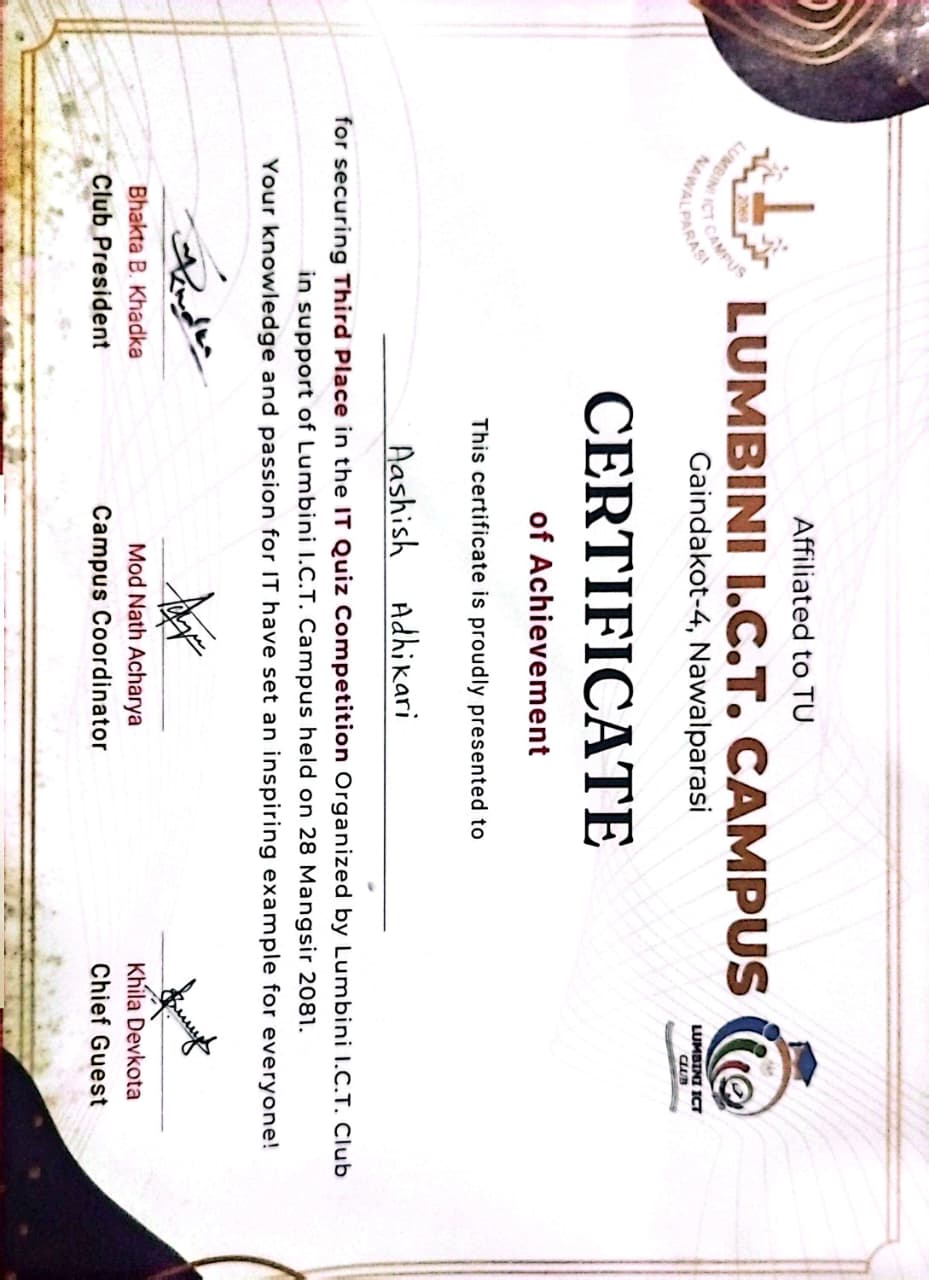 Affiliated to TU
LUMBINI I.C.T. CAMPUS
Gaindakot-4, Nawalparasi
2069
LUMBINI ICT CAMPUS
NAWALPARASI
LUMBINI ICT
CLUB
CERTIFICATE
of Achievement
This certificate is proudly presented to
Aashish Adhikari
for securing Third Place in the IT Quiz Competition Organized by Lumbini I.C.T. Club
in support of Lumbini I.C.T. Campus held on 28 Mangsir 2081.
Your knowledge and passion for IT have set an inspiring example for everyone!
Bhakta B. Khadka
Club President
Mod Nath Acharya
Campus Coordinator
Khila Devkota
Chief Guest